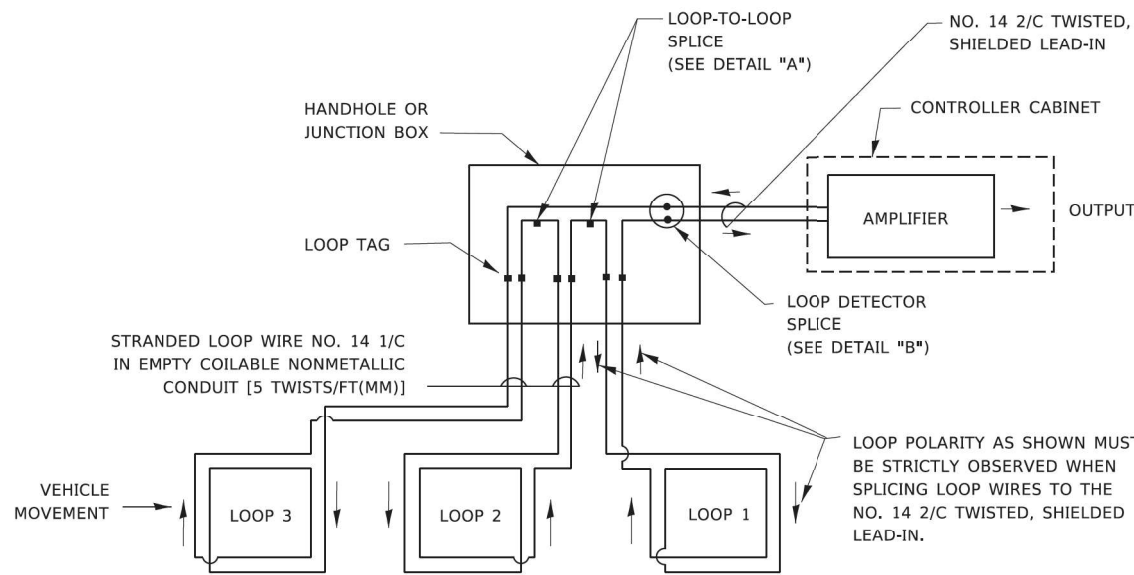 LOOP-TO-LOOP
SPLICE
(SEE DETAIL "A")
NO. 14 2/C TWISTED,
SHIELDED LEAD-IN
HANDHOLE OR
JUNCTION BOX
CONTROLLER CABINET
AMPLIFIER
OUTPUT
LOOP TAG
LOOP DETECTOR
SPLICE
(SEE DETAIL "B")
STRANDED LOOP WIRE NO. 14 1/C
IN EMPTY COILABLE NONMETALLIC
CONDUIT [5 TWISTS/FT(MM)]
LOOP POLARITY AS SHOWN MUST
BE STRICTLY OBSERVED WHEN
SPLICING LOOP WIRES TO THE
NO. 14 2/C TWISTED, SHIELDED
LEAD-IN.
VEHICLE
MOVEMENT
LOOP 3
LOOP 2
LOOP 1